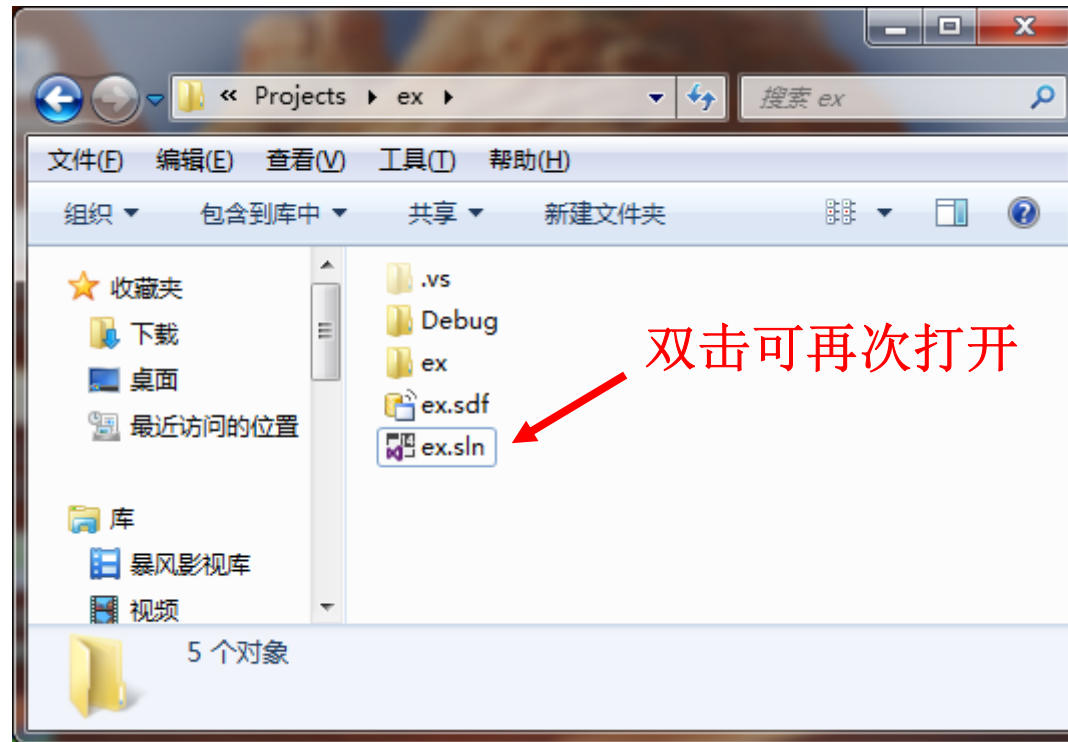 « Projects ▸ ex ▸
搜索 ex
文件(F) 编辑(E) 查看(V) 工具(T) 帮助(H)
组织 包含到库中 共享 新建文件夹
收藏夹
下载
桌面
最近访问的位置
库
暴风影视库
视频
.vs
Debug
ex
ex.sdf
ex.sln
双击可再次打开
5 个对象